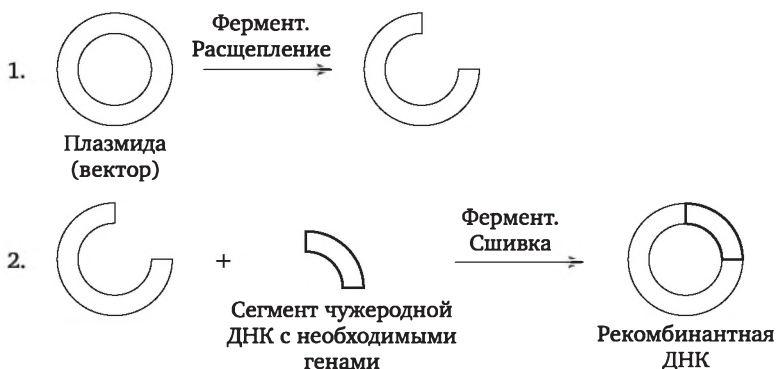 Фермент.
Расщепление
1.
Плазмида
(вектор)
Фермент.
Сшивка
2.
+
Сегмент чужеродной
ДНК с необходимыми
генами
Рекомбинантная
ДНК